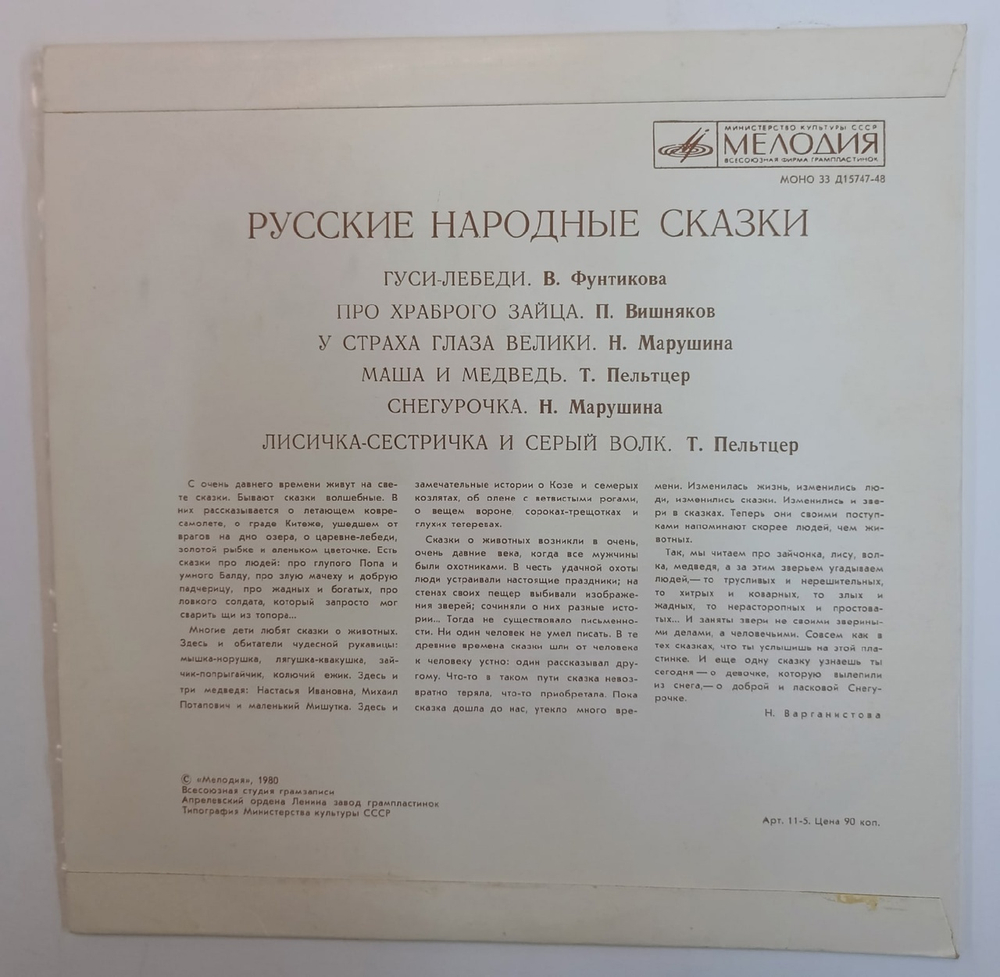 МИНИСТЕРСТВО КУЛЬТУРЫ СССР
МЕЛОДИЯ
ВСЕСОЮЗНАЯ ФИРМА ГРАМПЛАСТИНОК
МОНО 33 Д15747-48
РУССКИЕ НАРОДНЫЕ СКАЗКИ
ГУСИ-ЛЕБЕДИ. В. Фунтикова
ПРО ХРАБРОГО ЗАЙЦА. П. Вишняков
У СТРАХА ГЛАЗА ВЕЛИКИ. Н. Марушина
МАША И МЕДВЕДЬ. Т. Пельтцер
СНЕГУРОЧКА. Н. Марушина
ЛИСИЧКА-СЕСТРИЧКА И СЕРЫЙ ВОЛК. Т. Пельтцер
С очень давнего времени живут на све-
те сказки. Бывают сказки волшебные. В
них рассказывается о летающем ковре-
самолете, о граде Китеже, ушедшем от
врагов на дно озера, о царевне-лебеди,
золотой рыбке и аленьком цветочке. Есть
сказки про людей: про глупого Попа и
умного Балду, про злую мачеху и добрую
падчерицу, про жадных и богатых, про
ловкого солдата, который запросто мог
сварить щи из топора...
Многие дети любят сказки о животных.
Здесь и обитатели чудесной рукавицы:
мышка-норушка, лягушка-квакушка, зай-
чик-попрыгайчик, колючий ежик. Здесь и
три медведя: Настасья Ивановна, Михаил
Потапович и маленький Мишутка. Здесь и
замечательные истории о Козе и семерых
козлятах, об олене с ветвистыми рогами,
о вещем вороне, сороках-трещотках и
глухих тетеревах.
Сказки о животных возникли в очень,
очень давние века, когда все мужчины
были охотниками. В честь удачной охоты
люди устраивали настоящие праздники; на
стенах своих пещер выбивали изображе-
ния зверей; сочиняли о них разные исто-
рии... Тогда не существовало письменно-
сти. Ни один человек не умел писать. В те
древние времена сказки шли от человека
к человеку устно: один рассказывал дру-
гому. Что-то в таком пути сказка невоз-
вратно теряла, что-то приобретала. Пока
сказка дошла до нас, утекло много вре-
мени. Изменилась жизнь, изменились лю-
ди, изменились сказки. Изменились и зве-
ри в сказках. Теперь они своими поступ-
ками напоминают скорее людей, чем жи-
вотных.
Так, мы читаем про зайчонка, лису, вол-
ка, медведя, а за этим зверьем угадываем
людей,— то трусливых и нерешительных,
то хитрых и коварных, то злых и
жадных, то нерасторопных и простова-
тых... И заняты звери не своими зверины-
ми делами, а человечьими. Совсем как в
тех сказках, что ты услышишь на этой пла-
стинке. И еще одну сказку узнаешь ты
сегодня — о девочке, которую вылепили
из снега,— о доброй и ласковой Снегу-
рочке.
Н. Варганистова
© «Мелодия», 1980
Всесоюзная студия грамзаписи
Апрелевский ордена Ленина завод грампластинок
Типография Министерства культуры СССР
Арт. 11-5. Цена 90 коп.